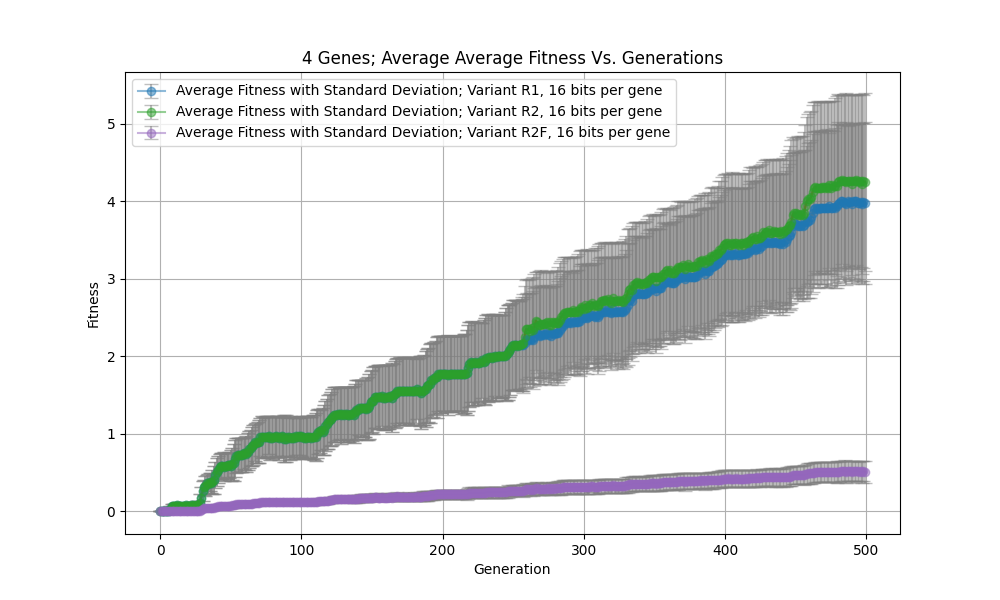 4 Genes; Average Average Fitness Vs. Generations
Average Fitness with Standard Deviation; Variant R1, 16 bits per gene
Average Fitness with Standard Deviation; Variant R2, 16 bits per gene
Average Fitness with Standard Deviation; Variant R2F, 16 bits per gene
5
4
3
2
1
0
Fitness
0 100 200 300 400 500
Generation